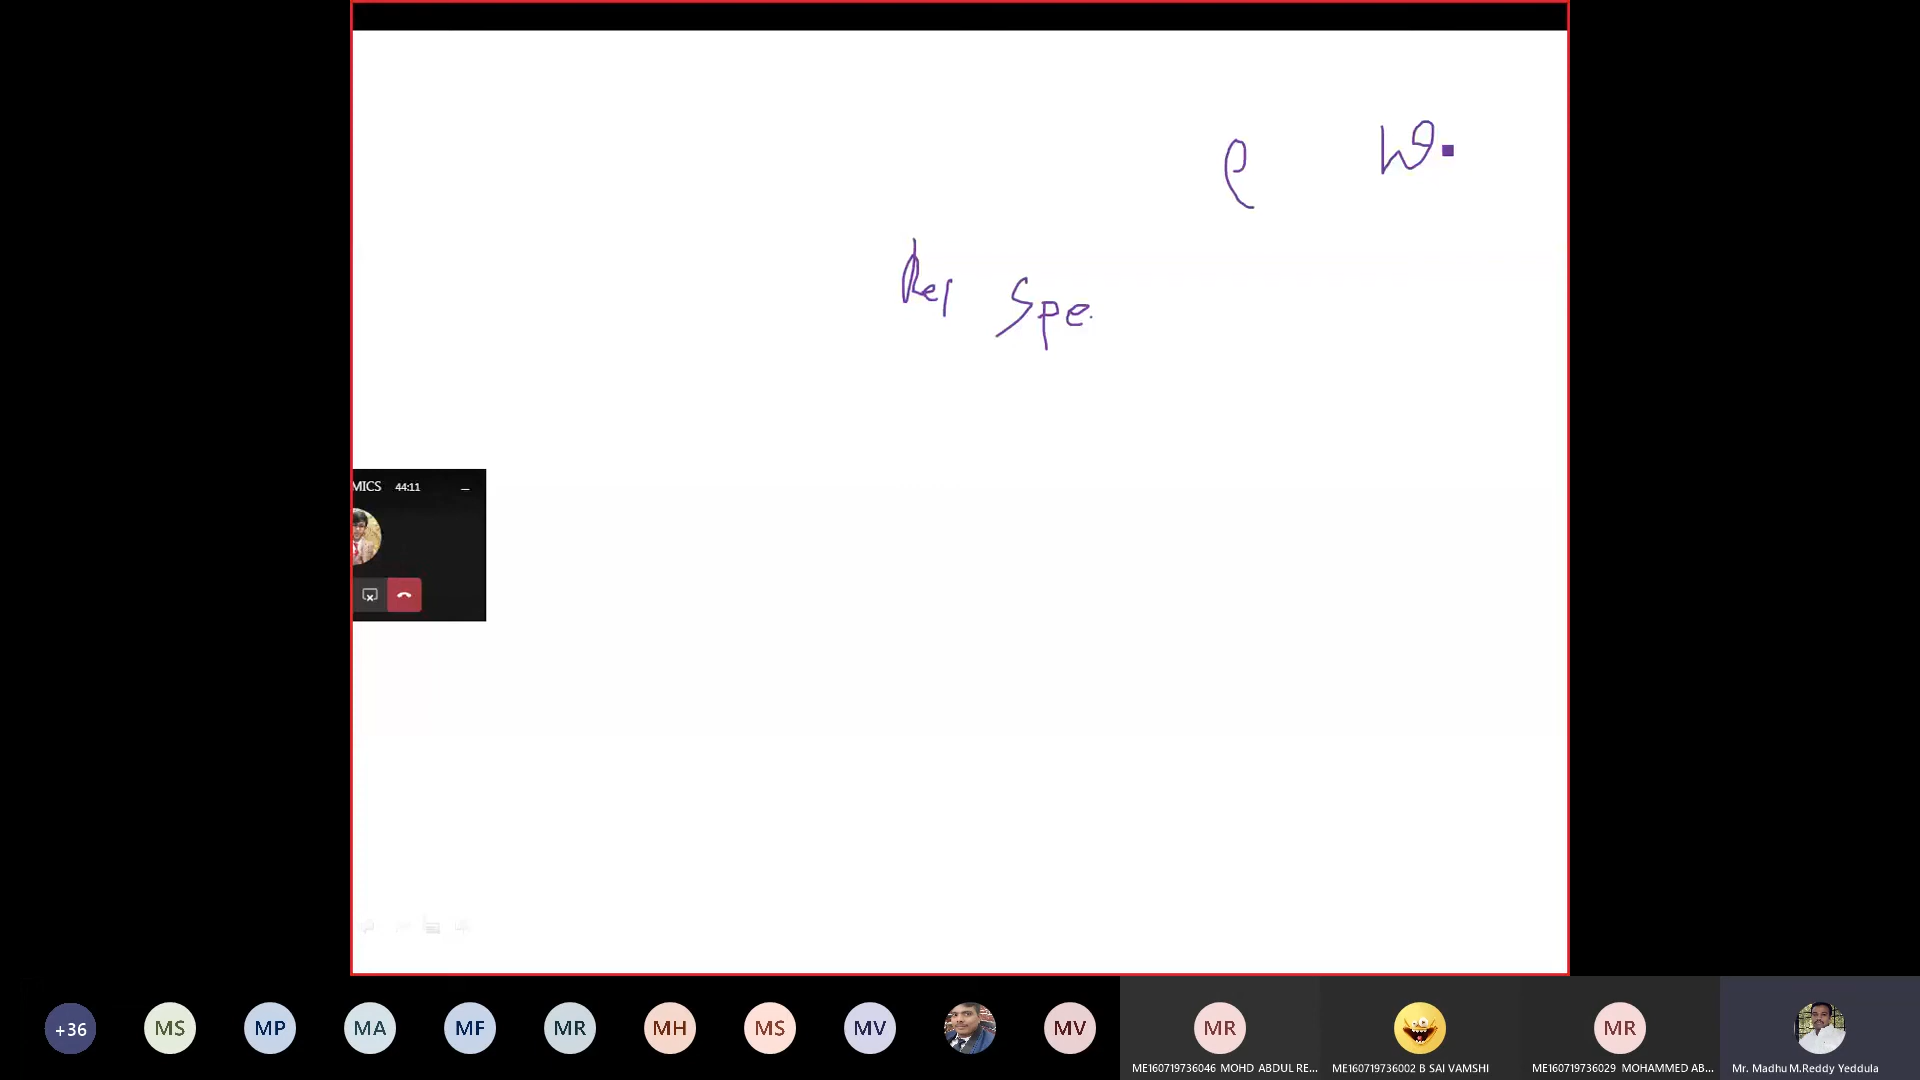 Spe.
MICS 44:11
+36 MS MP MA MF MR MH MS MV MV MR MR
ME160719736046 MOHD ABDUL RE... ME160719736002 B SAI VAMSHI ME160719736029 MOHAMMED AB... Mr. Madhu M.Reddy Yeddula